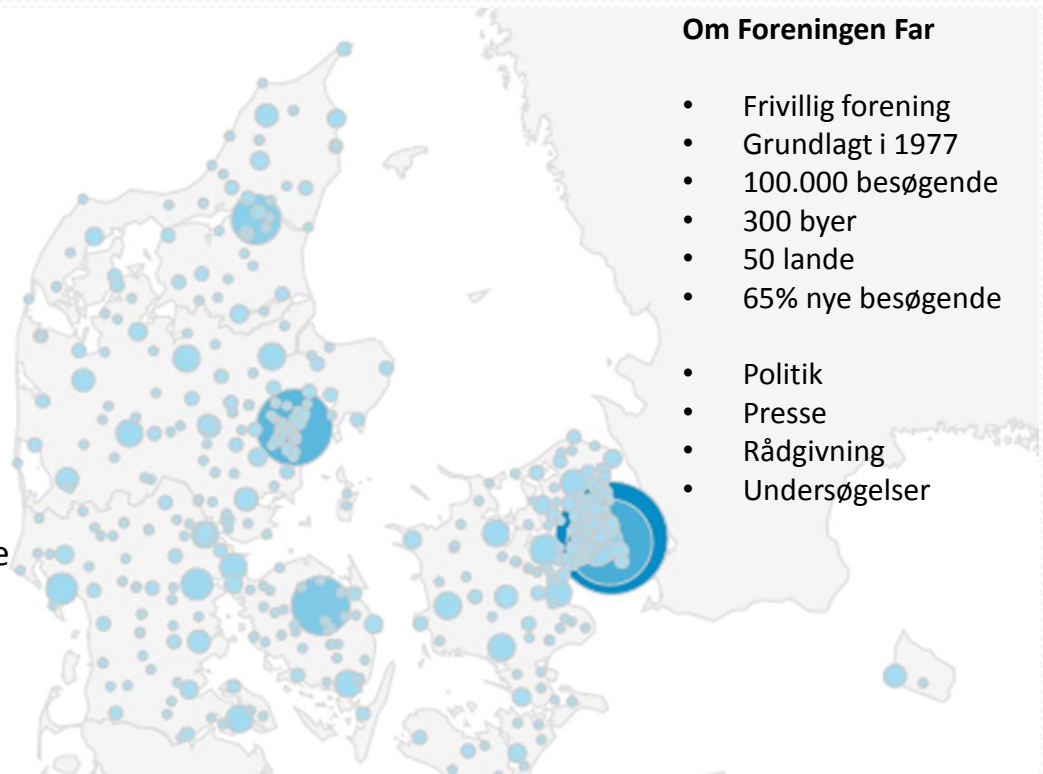 Om Foreningen Far
• Frivillig forening
• Grundlagt i 1977
• 100.000 besøgende
• 300 byer
• 50 lande
• 65% nye besøgende
• Politik
• Presse
• Rådgivning
• Undersøgelser
e